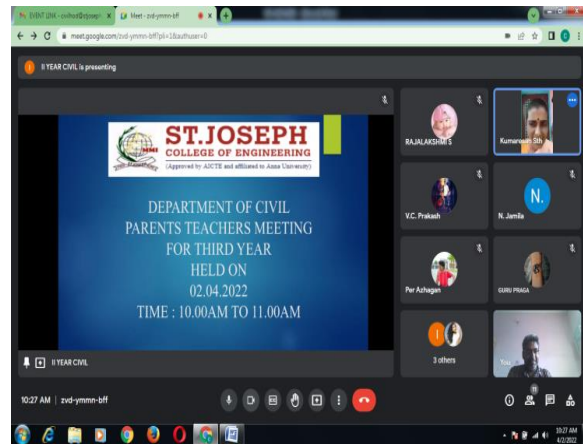 EVENT LINK - civilhod@stjoseph
Meet - zvd-ymmn-bff
meet.google.com/zvd-ymmn-bff?pli=1&authuser=0
II YEAR CIVIL is presenting
MMI
ST.JOSEPH
COLLEGE OF ENGINEERING
(Approved by AICTE and affiliated to Anna University)
DEPARTMENT OF CIVIL
PARENTS TEACHERS MEETING
FOR THIRD YEAR
HELD ON
02.04.2022
TIME : 10.00AM TO 11.00AM
II YEAR CIVIL
RAJALAKSHMI S
Kumaresan Sth
V.C. Prakash
N.
N. Jamila
Per Azhagan
GURU PRAGA
I
3 others
You
10:27 AM | zvd-ymmn-bff
11
10:27 AM
4/2/2022